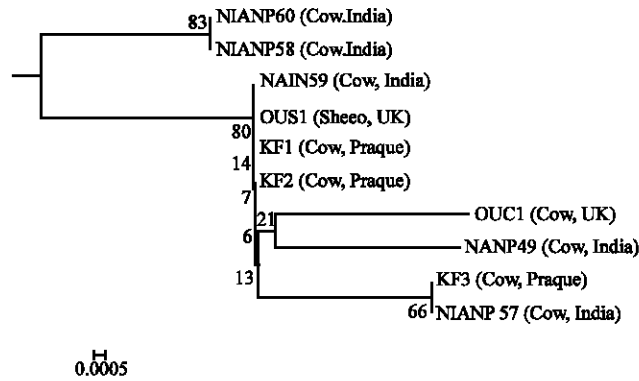 83
NIANP60 (Cow.India)
NIANP58 (Cow.India)
NAIN59 (Cow, India)
OUS1 (Sheeo, UK)
80
KF1 (Cow, Praque)
14
KF2 (Cow, Praque)
7
21
OUC1 (Cow, UK)
6
NANP49 (Cow, India)
13
KF3 (Cow, Praque)
66
NIANP 57 (Cow, India)
0.0005